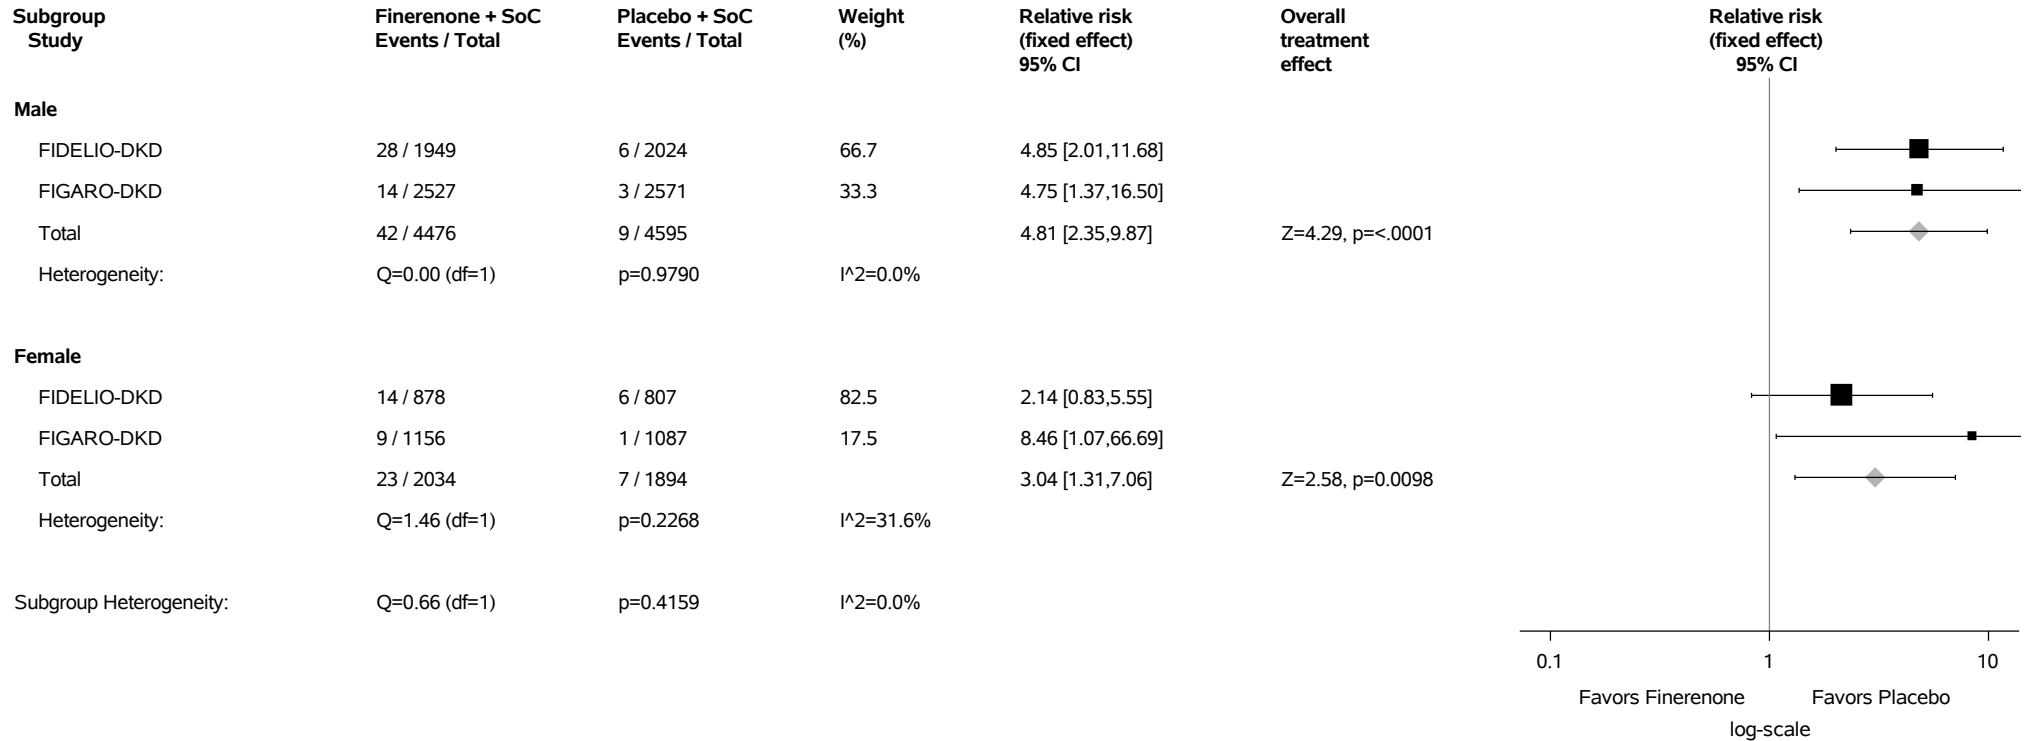 Subgroup Finerenone + SoC Placebo + SoC Weight Relative risk Overall Relative risk
Study Events / Total Events / Total (%) (fixed effect) treatment (fixed effect)
95% CI effect 95% CI
Male
FIDELIO-DKD 28 / 1949 6 / 2024 66.7 4.85 [2.01,11.68]
FIGARO-DKD 14 / 2527 3 / 2571 33.3 4.75 [1.37,16.50]
Total 42 / 4476 9 / 4595 4.81 [2.35,9.87] Z=4.29, p=<.0001
Heterogeneity: Q=0.00 (df=1) p=0.9790 I^2=0.0%
Female
FIDELIO-DKD 14 / 878 6 / 807 82.5 2.14 [0.83,5.55]
FIGARO-DKD 9 / 1156 1 / 1087 17.5 8.46 [1.07,66.69]
Total 23 / 2034 7 / 1894 3.04 [1.31,7.06] Z=2.58, p=0.0098
Heterogeneity: Q=1.46 (df=1) p=0.2268 I^2=31.6%
Subgroup Heterogeneity: Q=0.66 (df=1) p=0.4159 I^2=0.0%
0.1 1 10
Favors Finerenone Favors Placebo
log-scale